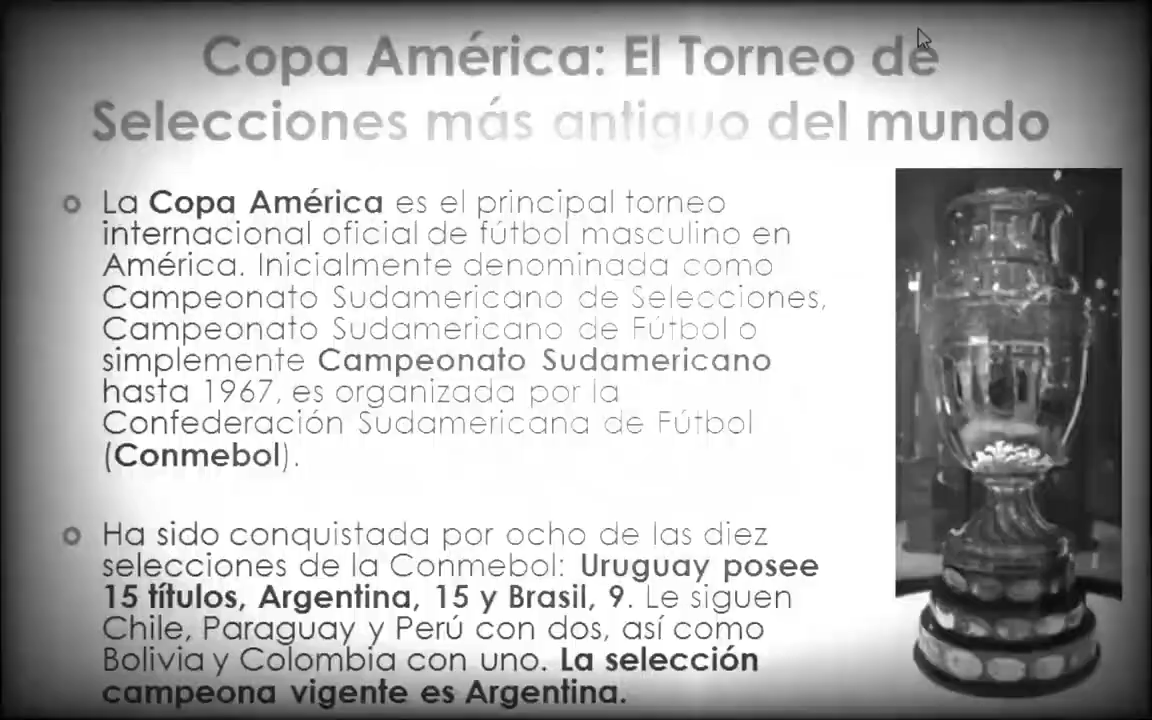 Copa América: El Torneo de
Selecciones más antiguo del mundo
La Copa América es el principal torneo
internacional oficial de fútbol masculino en
América. Inicialmente denominada como
Campeonato Sudamericano de Selecciones,
Campeonato Sudamericano de Fútbol o
simplemente Campeonato Sudamericano
hasta 1967, es organizada por la
Confederación Sudamericana de Fútbol
(Conmebol).
Ha sido conquistada por ocho de las diez
selecciones de la Conmebol: Uruguay posee
15 títulos, Argentina, 15 y Brasil, 9. Le siguen
Chile, Paraguay y Perú con dos, así como
Bolivia y Colombia con uno. La selección
campeona vigente es Argentina.